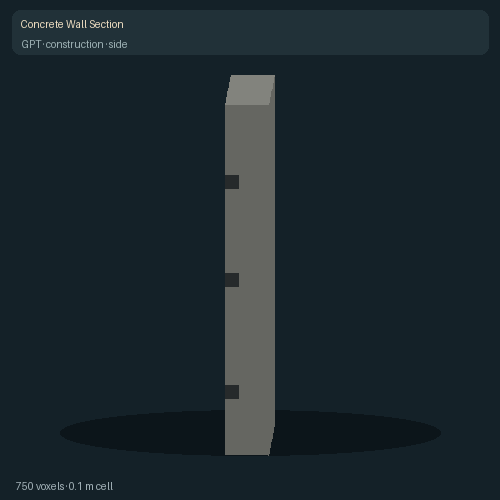 Concrete Wall Section
GPT · construction · side
750 voxels · 0.1 m cell